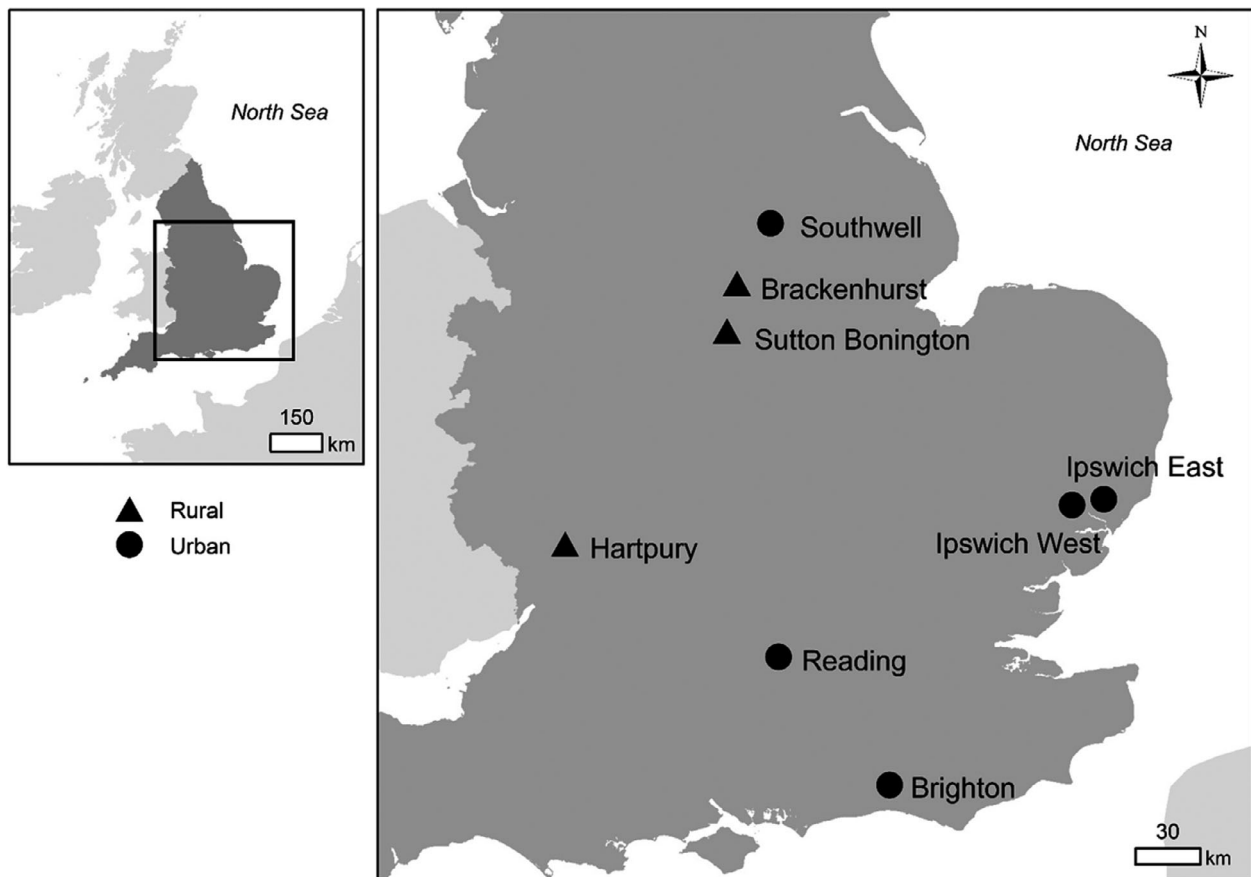 North Sea
150
km
Rural
Urban
N
North Sea
Southwell
Brackenhurst
Sutton Bonington
Ipswich East
Ipswich West
Hartpury
Reading
Brighton
30
km